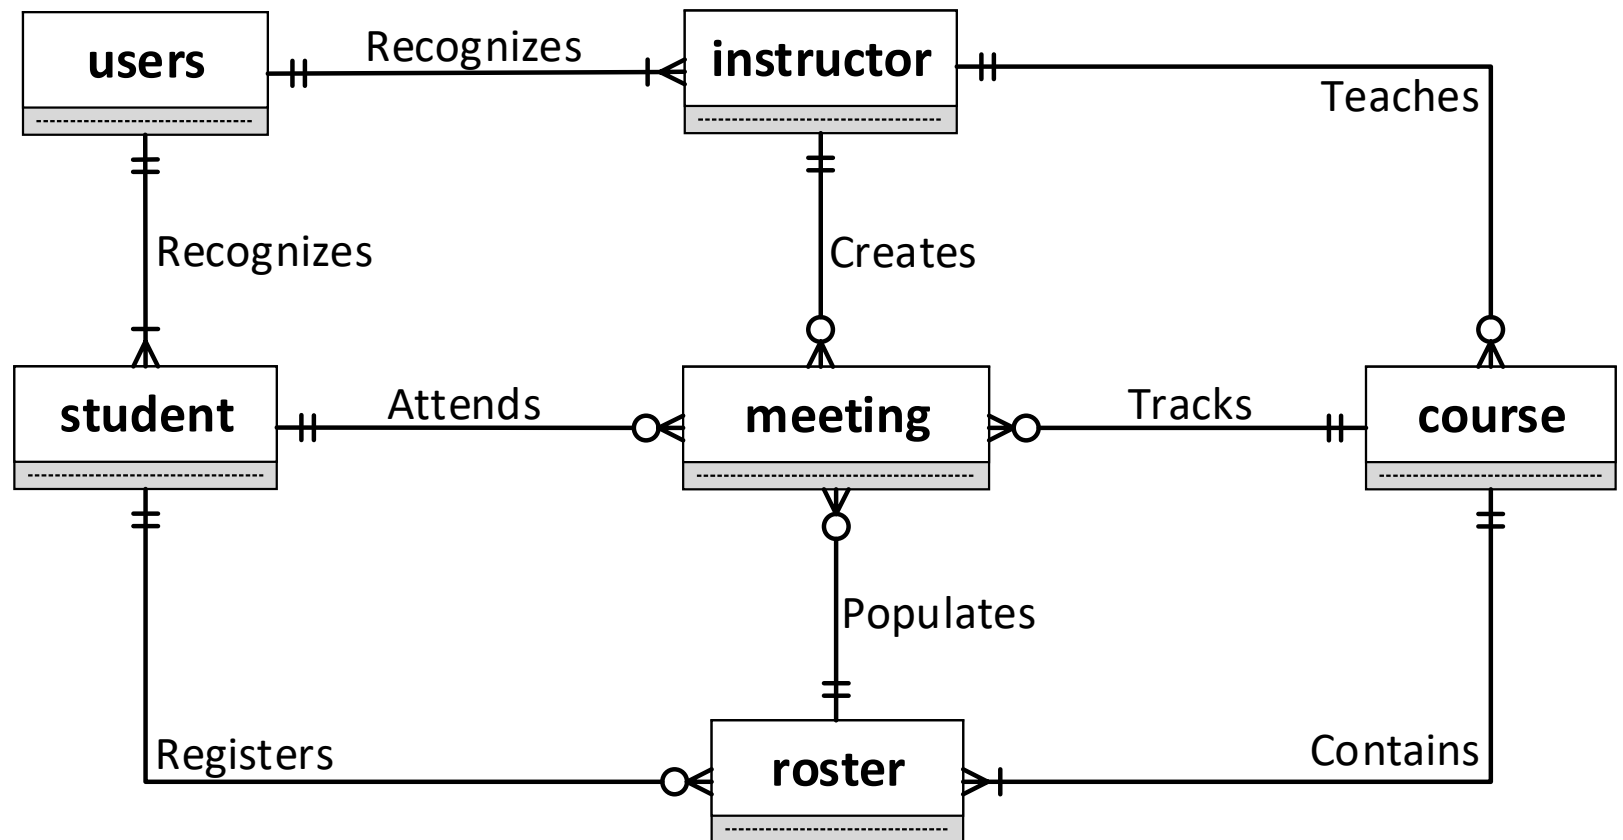 users
Recognizes
instructor
Teaches
Recognizes
Creates
student
Attends
meeting
Tracks
course
Populates
Registers
roster
Contains